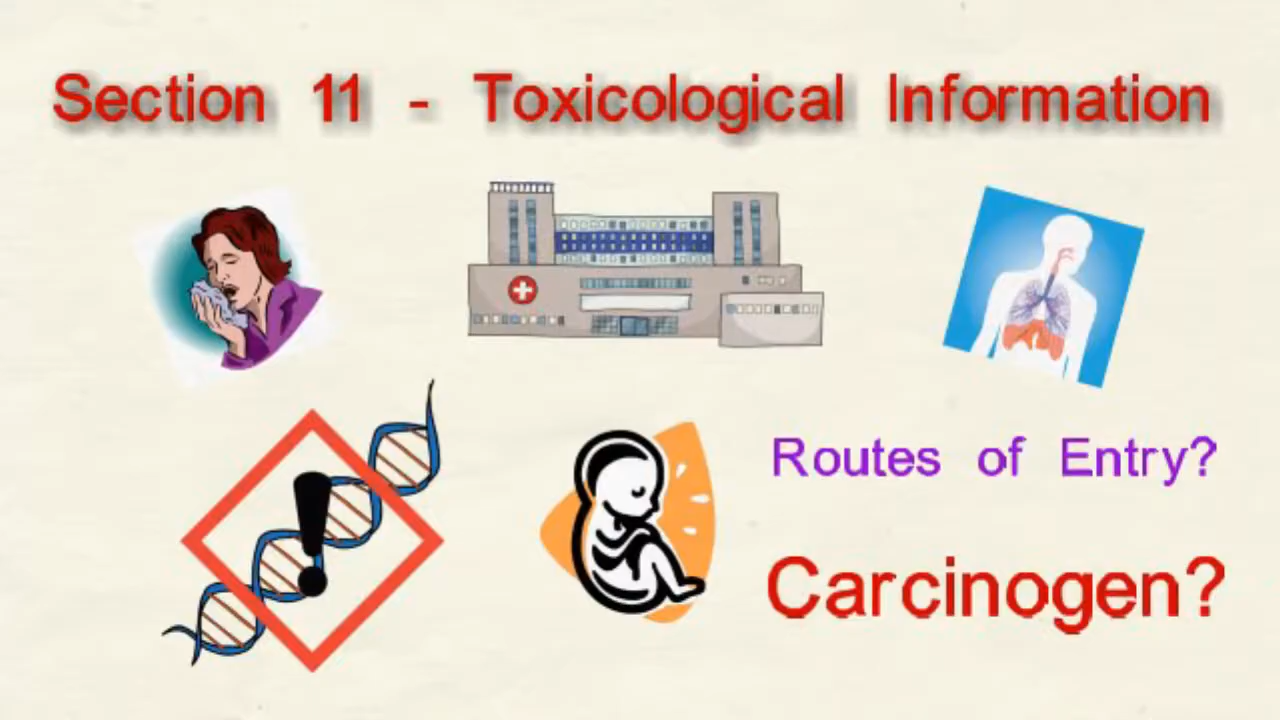 Section 11 - Toxicological Information
Routes of Entry?
Carcinogen?